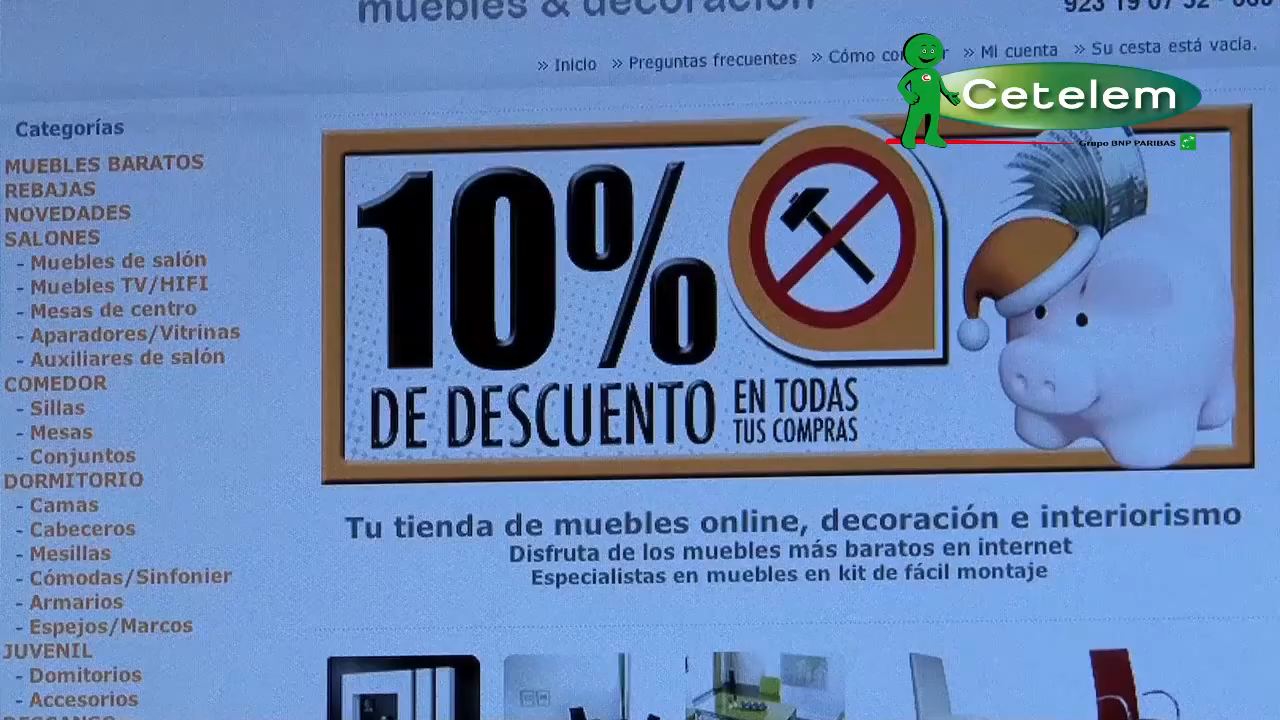 muebles & decoración
923 19 07 52 -
» Inicio » Preguntas frecuentes » Cómo » Mi cuenta » Su cesta está vacía.
Cetelem
Grupo BNP PARIBAS
Categorías
MUEBLES BARATOS
REBAJAS
NOVEDADES
SALONES
- Muebles de salón
- Muebles TV/HIFI
- Mesas de centro
- Aparadores/Vitrinas
- Auxiliares de salón
COMEDOR
- Sillas
- Mesas
- Conjuntos
DORMITORIO
- Camas
- Cabeceros
- Mesillas
- Cómodas/Sinfonier
- Armarios
- Espejos/Marcos
JUVENIL
- Domitorios
- Accesorios
DESCANSO
10%
DE DESCUENTO
EN TODAS
TUS COMPRAS
Tu tienda de muebles online, decoración e interiorismo
Disfruta de los muebles más baratos en internet
Especialistas en muebles en kit de fácil montaje